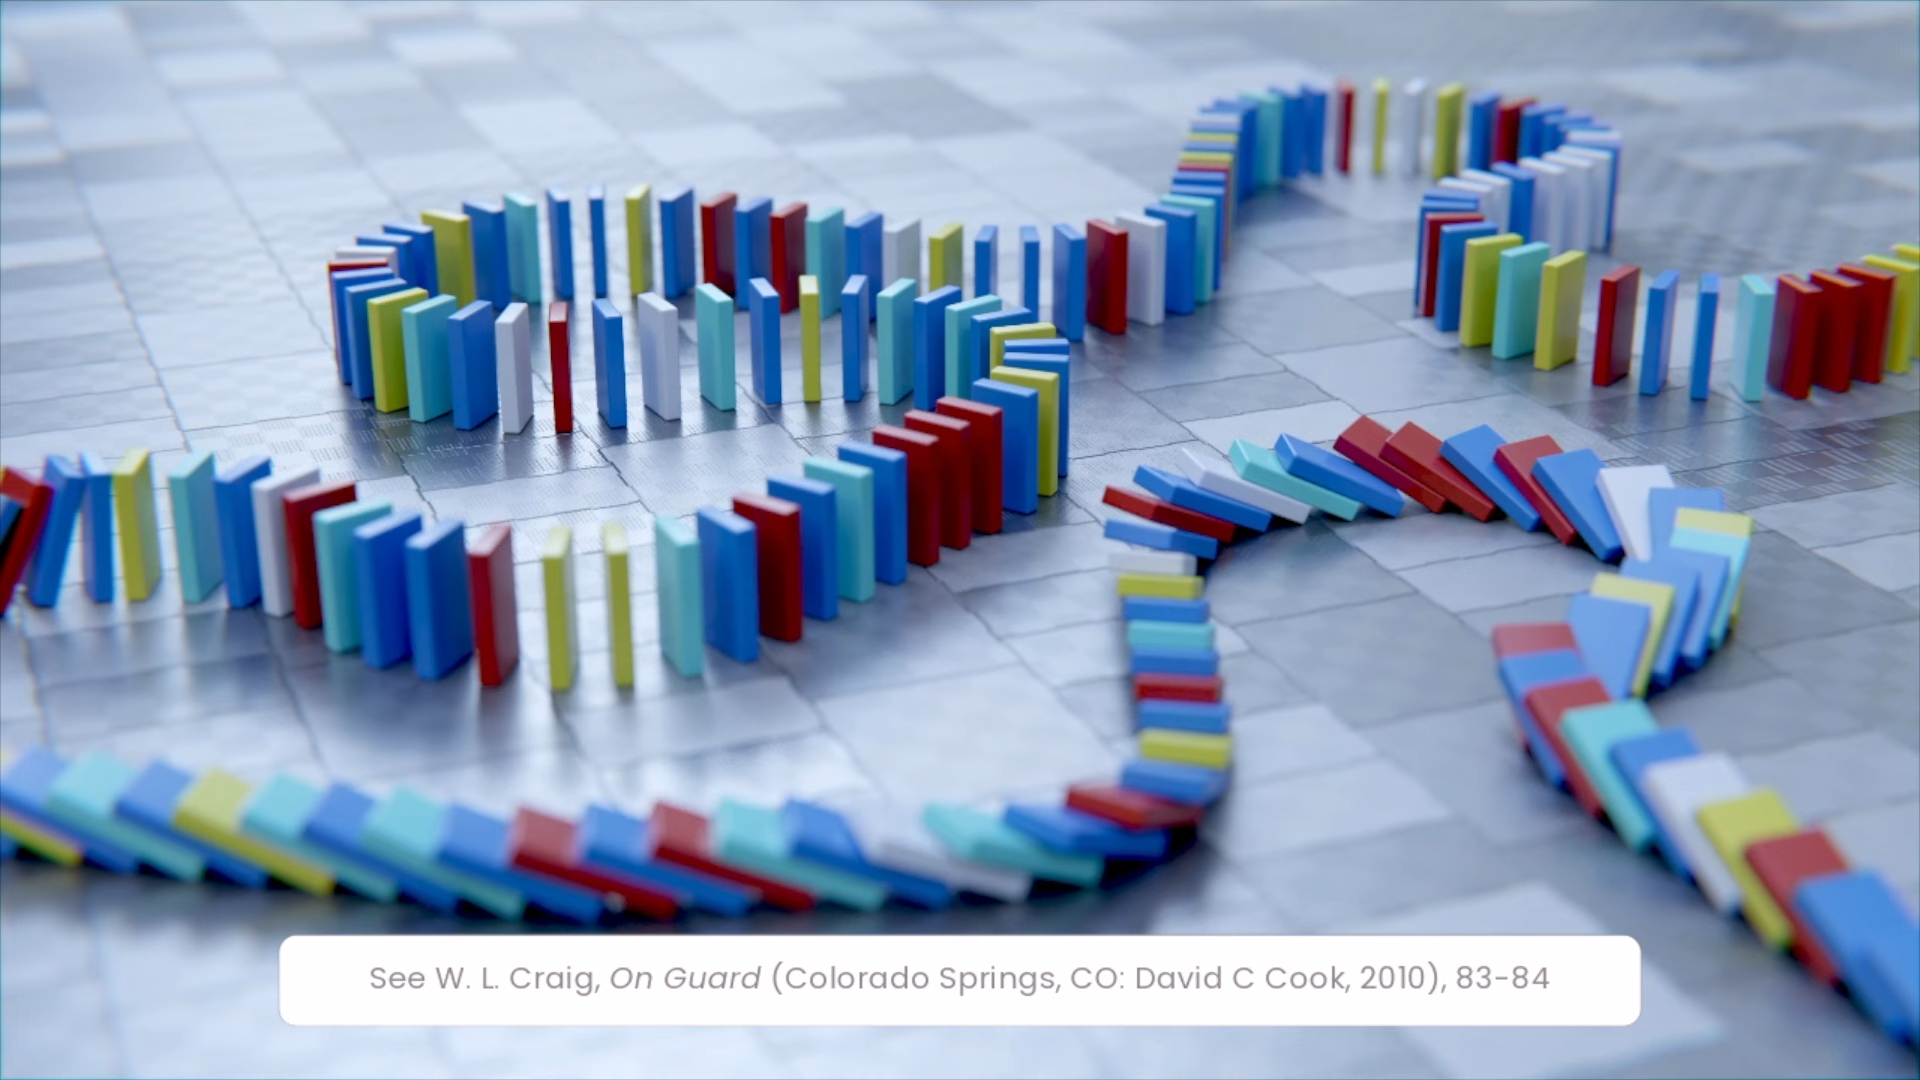 See W. L. Craig, On Guard (Colorado Springs, CO: David C Cook, 2010), 83-84